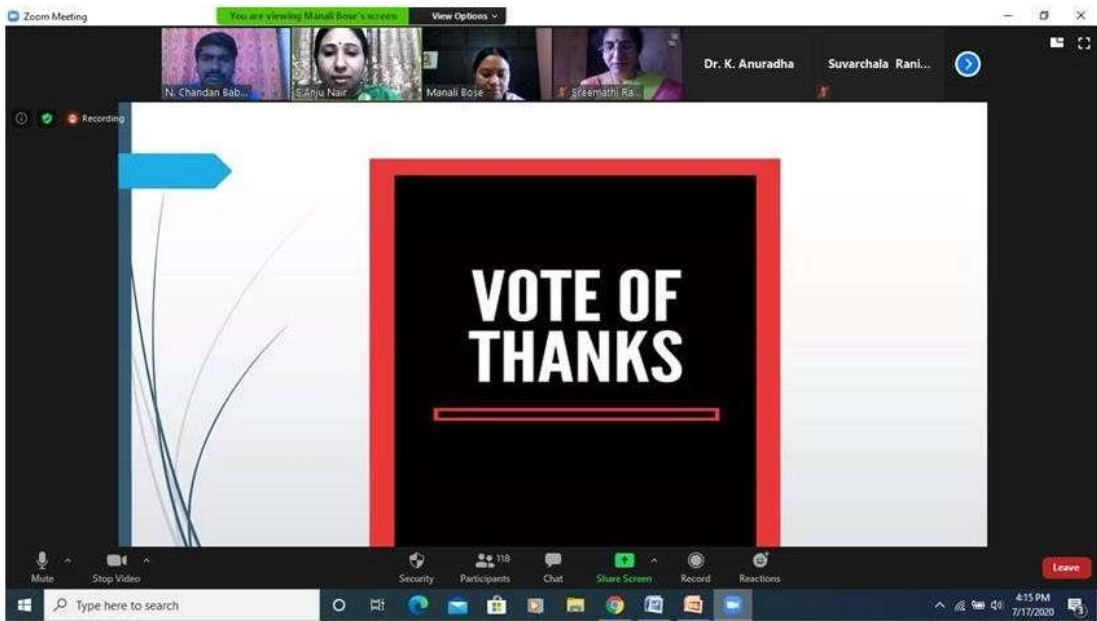 Zoom Meeting
You are viewing Manali Bose's screen
View Options
N. Chandan Bab...
S.Anju Nair
Manali Bose
Sreemathi Ra...
Dr. K. Anuradha
Suvarchala Rani...
Recording
VOTE OF
THANKS
Mute
Stop Video
Security
Participants
118
Chat
Share Screen
Record
Reactions
Leave
Type here to search
4:15 PM
7/17/2020